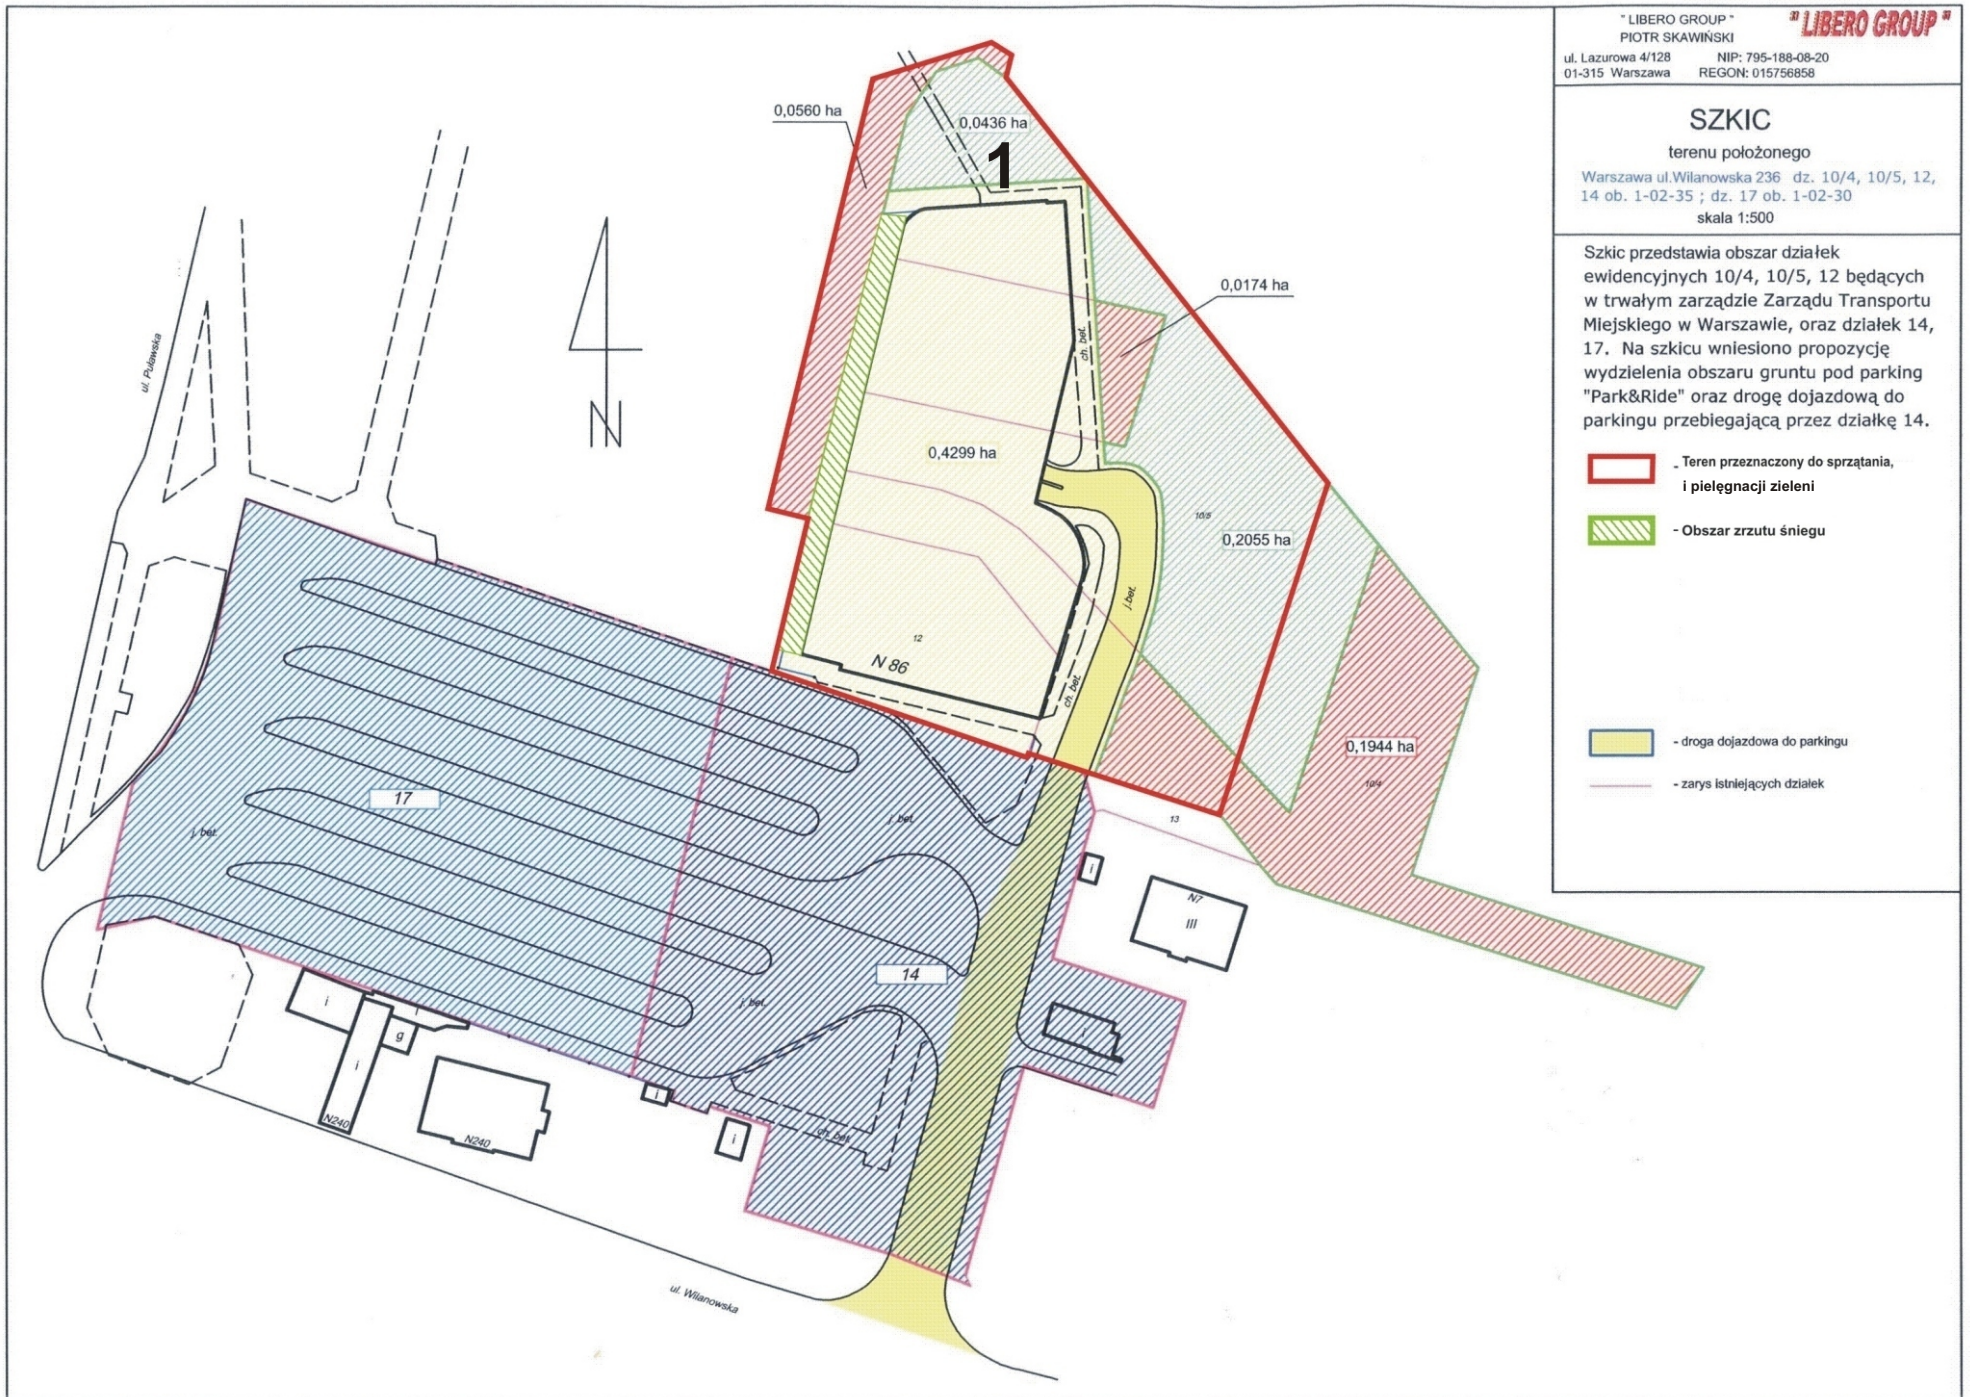 " LIBERO GROUP "
PIOTR SKAWIŃSKI
" LIBERO GROUP "
ul. Lazurowa 4/128 NIP: 795-188-08-20
01-315 Warszawa REGON: 015756858
SZKIC
terenu położonego
Warszawa ul.Wilanowska 236 dz. 10/4, 10/5, 12,
14 ob. 1-02-35 ; dz. 17 ob. 1-02-30
skala 1:500
Szkic przedstawia obszar działek
ewidencyjnych 10/4, 10/5, 12 będących
w trwałym zarządzie Zarządu Transportu
Miejskiego w Warszawie, oraz działek 14,
17. Na szkicu wniesiono propozycję
wydzielenia obszaru gruntu pod parking
"Park&Ride" oraz drogę dojazdową do
parkingu przebiegającą przez działkę 14.
- Teren przeznaczony do sprzątania,
i pielęgnacji zieleni
- Obszar zrzutu śniegu
- droga dojazdowa do parkingu
- zarys istniejących działek
0,0560 ha
0,0436 ha
1
0,0174 ha
ch. bet.
ul. Puławska
N
0,4299 ha
10/5
0,2055 ha
j.bet.
12
N 86
ch. bet.
0,1944 ha
10/4
13
17
j. bet.
j. bet.
i
N7
III
14
j. bet.
i
i
i
g
i
i
N240
N240
i
i
ch. bet.
ul. Wilanowska